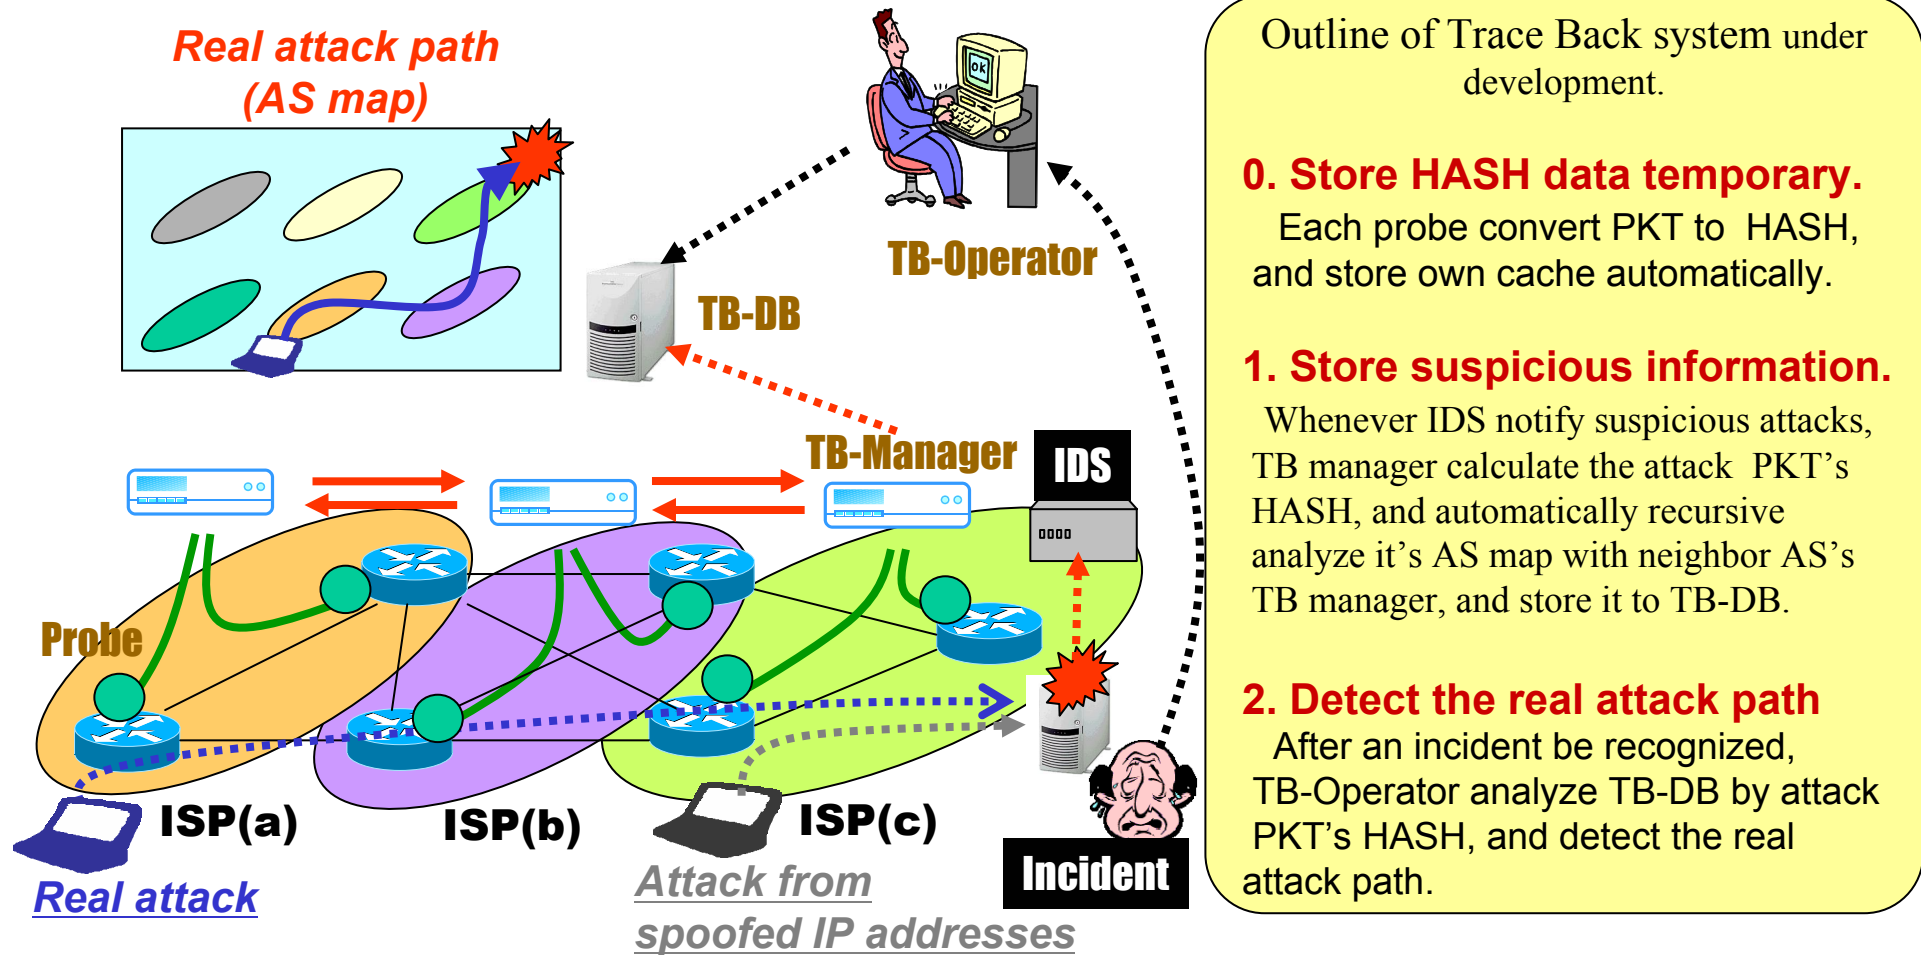 Real attack path
(AS map)
TB-Operator
TB-DB
TB-Manager
IDS
OK
Probe
ISP(a)
ISP(b)
ISP(c)
Real attack
Attack from
spoofed IP addresses
Incident
Outline of Trace Back system under
development.
0. Store HASH data temporary.
Each probe convert PKT to HASH,
and store own cache automatically.
1. Store suspicious information.
Whenever IDS notify suspicious attacks,
TB manager calculate the attack PKT's
HASH, and automatically recursive
analyze it's AS map with neighbor AS's
TB manager, and store it to TB-DB.
2. Detect the real attack path
After an incident be recognized,
TB-Operator analyze TB-DB by attack
PKT's HASH, and detect the real
attack path.